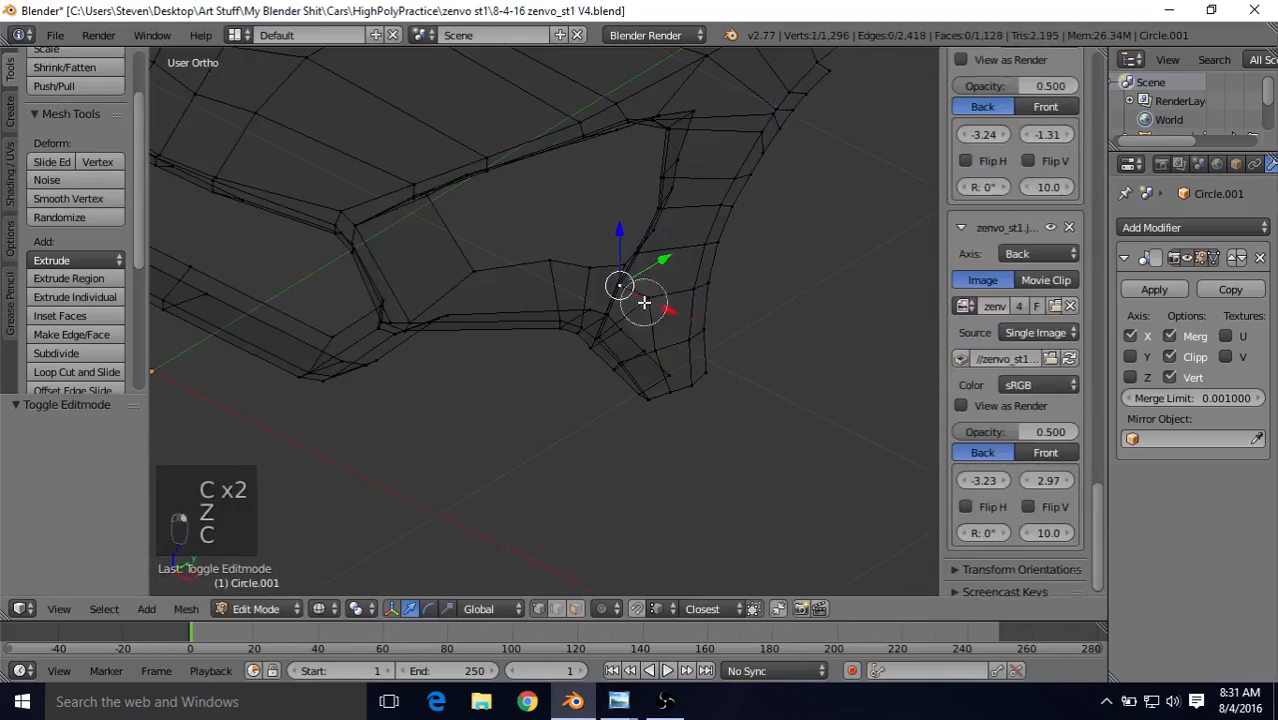 Blender* [C:\Users\Steven\Desktop\Art Stuff\My Blender Shit\Cars\HighPolyPractice\zenvo st1\8-4-16 zenvo_st1 V4.blend]
File Render Window Help Default Scene Blender Render v2.77 | Verts:1/1,296 | Edges:0/2,418 | Faces:0/1,128 | Tris:2,195 | Mem:26.34M | Circle.001
Scale
Shrink/Fatten
Push/Pull
Mesh Tools
Deform:
Slide Ed Vertex
Noise
Smooth Vertex
Randomize
Add:
Extrude
Extrude Region
Extrude Individual
Inset Faces
Make Edge/Face
Subdivide
Loop Cut and Slide
Offset Edge Slide
Toggle Editmode
Tools
Create
Shading / UVs
Options
Grease Pencil
User Ortho
C x2
Z
C
Last: Toggle Editmode
(1) Circle.001
View as Render
Opacity: 0.500
Back Front
-3.24 -1.31
Flip H Flip V
R: 0° 10.0
zenvo_st1.j
Axis: Back
Image Movie Clip
zenv 4 F
Source Single Image
//zenvo_st1...
Color sRGB
View as Render
Opacity: 0.500
Back Front
-3.23 2.97
Flip H Flip V
R: 0° 10.0
Transform Orientations
Screencast Keys
View Search All Sc
Scene
RenderLay
World
Circle.001
Add Modifier
Apply Copy
Axis: Options: Textures:
X Merg U
Y Clipp V
Z Vert
Merge Limit: 0.001000
Mirror Object:
View Select Add Mesh Edit Mode Global Closest
-40 -20 0 20 40 60 80 100 120 140 160 180 200 220 240 260 280
View Marker Frame Playback Start: 1 End: 250 1 No Sync
Search the web and Windows
8:31 AM
8/4/2016